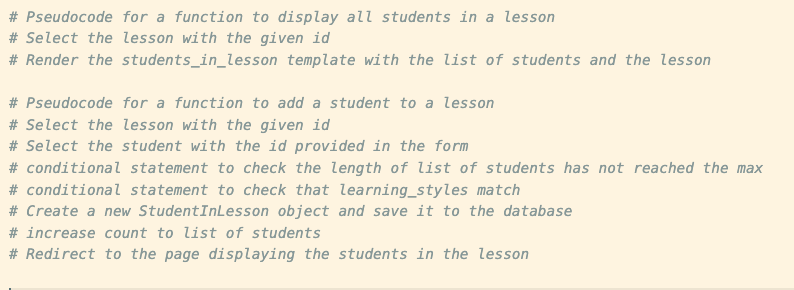 # Pseudocode for a function to display all students in a lesson
# Select the lesson with the given id
# Render the students_in_lesson template with the list of students and the lesson
# Pseudocode for a function to add a student to a lesson
# Select the lesson with the given id
# Select the student with the id provided in the form
# conditional statement to check the length of list of students has not reached the max
# conditional statement to check that learning_styles match
# Create a new StudentInLesson object and save it to the database
# increase count to list of students
# Redirect to the page displaying the students in the lesson